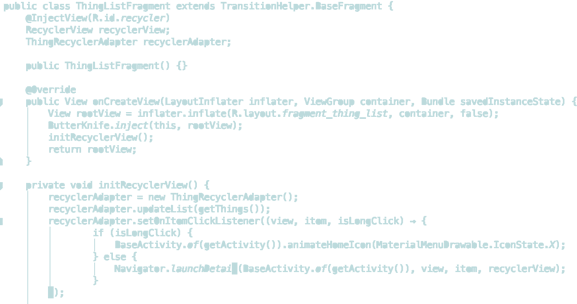 public class ThingListFragment extends TransitionHelper.BaseFragment {
@InjectView(R.id.recycler)
RecyclerView recyclerView;
ThingRecyclerAdapter recyclerAdapter;
public ThingListFragment() {}
@Override
public View onCreateView(LayoutInflater inflater, ViewGroup container, Bundle savedInstanceState) {
View rootView = inflater.inflate(R.layout.fragment_thing_list, container, false);
ButterKnife.inject(this, rootView);
initRecyclerView();
return rootView;
}
private void initRecyclerView() {
recyclerAdapter = new ThingRecyclerAdapter();
recyclerAdapter.updateList(getThings());
recyclerAdapter.setOnItemClickListener((view, item, isLongClick) → {
if (isLongClick) {
BaseActivity.of(getActivity()).animateHomeIcon(MaterialMenuDrawable.IconState.X);
} else {
Navigator.launchDetail(BaseActivity.of(getActivity()), view, item, recyclerView);
}
});